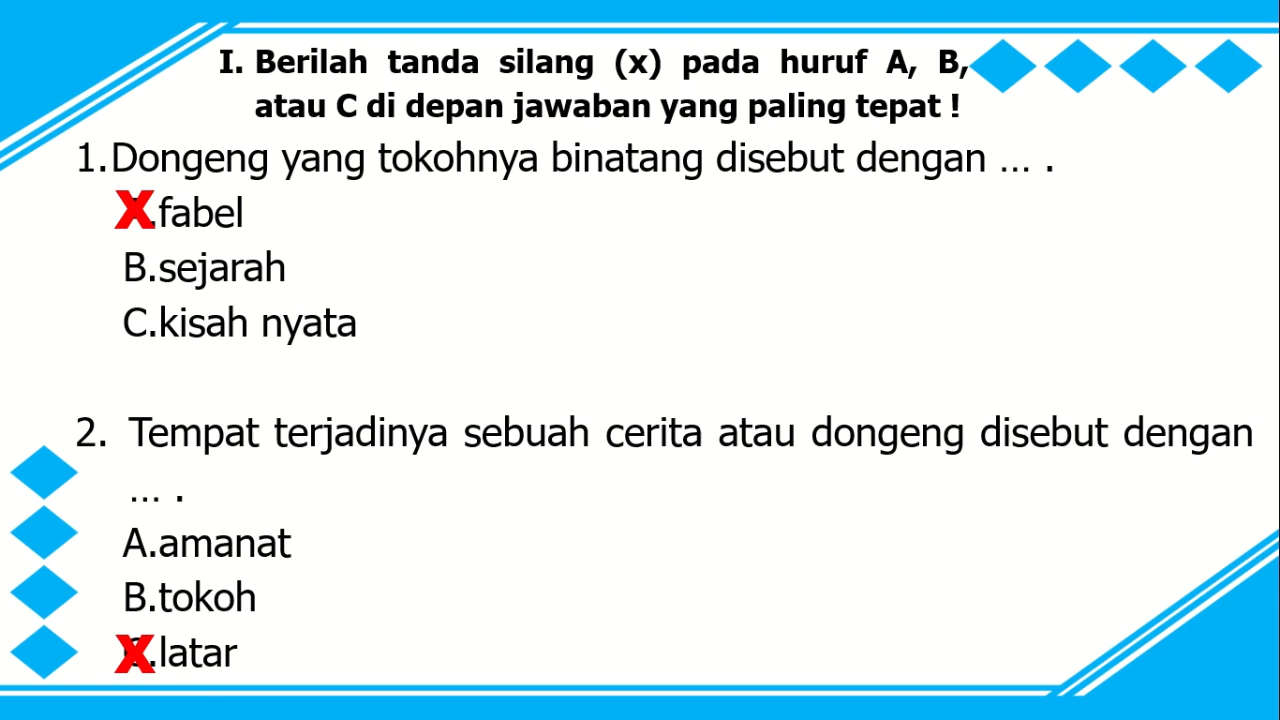 I. Berilah tanda silang (x) pada huruf A, B,
atau C di depan jawaban yang paling tepat !
1.Dongeng yang tokohnya binatang disebut dengan ... .
X.fabel
B.sejarah
C.kisah nyata
2. Tempat terjadinya sebuah cerita atau dongeng disebut dengan
... .
A.amanat
B.tokoh
X.latar